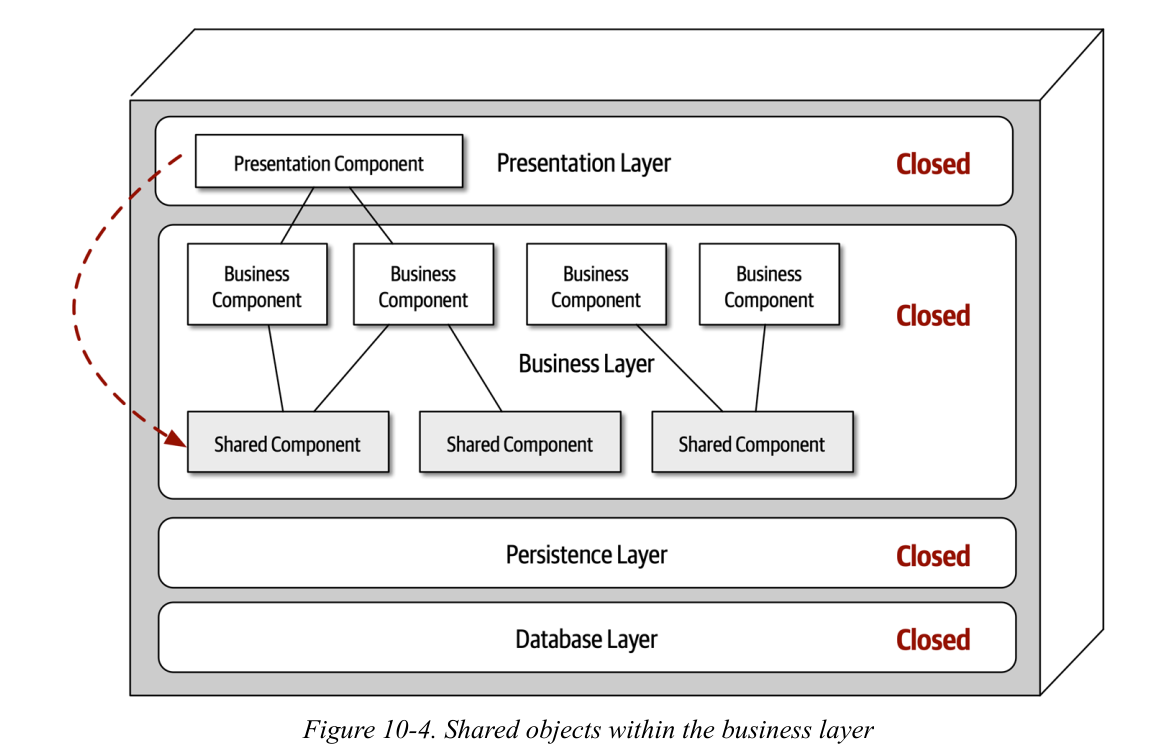 Presentation Component
Presentation Layer
Closed
Business
Component
Business
Component
Business
Component
Business
Component
Closed
Business Layer
Shared Component
Shared Component
Shared Component
Persistence Layer
Closed
Database Layer
Closed
Figure 10-4. Shared objects within the business layer